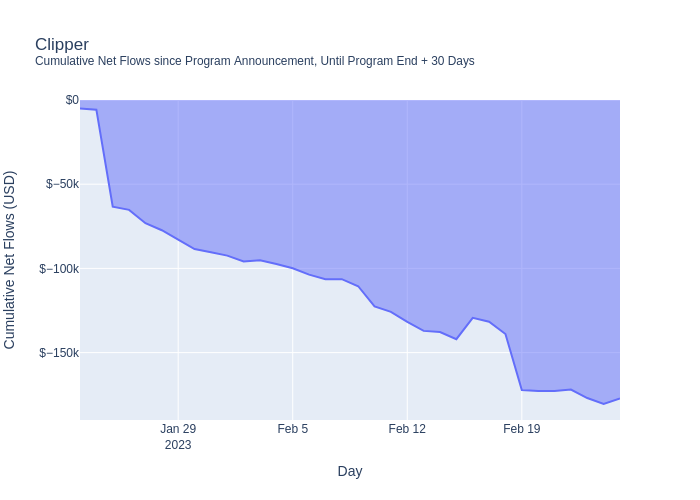 Clipper
Cumulative Net Flows since Program Announcement, Until Program End + 30 Days
Cumulative Net Flows (USD)
$0
$−50k
$−100k
$−150k
Jan 29
2023
Feb 5
Feb 12
Feb 19
Day